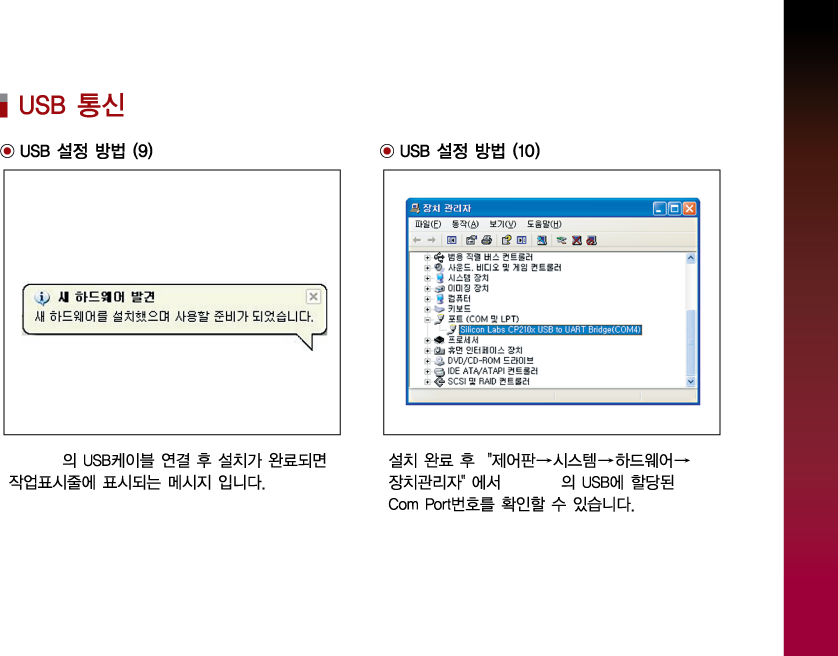 USB 통신
USB 설정 방법 (9)
새 하드웨어 발견
새 하드웨어를 설치했으며 사용할 준비가 되었습니다.
의 USB케이블 연결 후 설치가 완료되면
작업표시줄에 표시되는 메시지 입니다.
USB 설정 방법 (10)
장치 관리자
파일(F) 동작(A) 보기(V) 도움말(H)
범용 직렬 버스 컨트롤러
사운드, 비디오 및 게임 컨트롤러
시스템 장치
이미징 장치
컴퓨터
키보드
포트 (COM 및 LPT)
Silicon Labs CP210x USB to UART Bridge(COM4)
프로세서
휴먼 인터페이스 장치
DVD/CD-ROM 드라이브
IDE ATA/ATAPI 컨트롤러
SCSI 및 RAID 컨트롤러
설치 완료 후 "제어판→시스템→하드웨어→
장치관리자" 에서 의 USB에 할당된
Com Port번호를 확인할 수 있습니다.